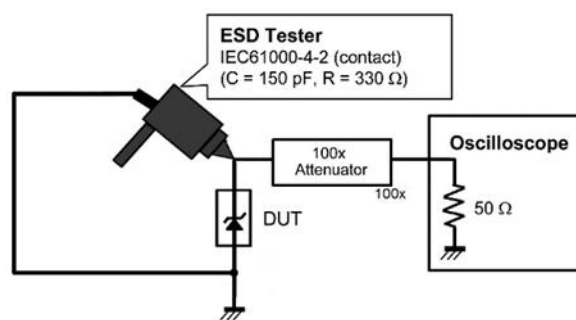 ESD Tester
IEC61000-4-2 (contact)
(C = 150 pF, R = 330 Ω)
100x
Attenuator
100x
Oscilloscope
50 Ω
DUT